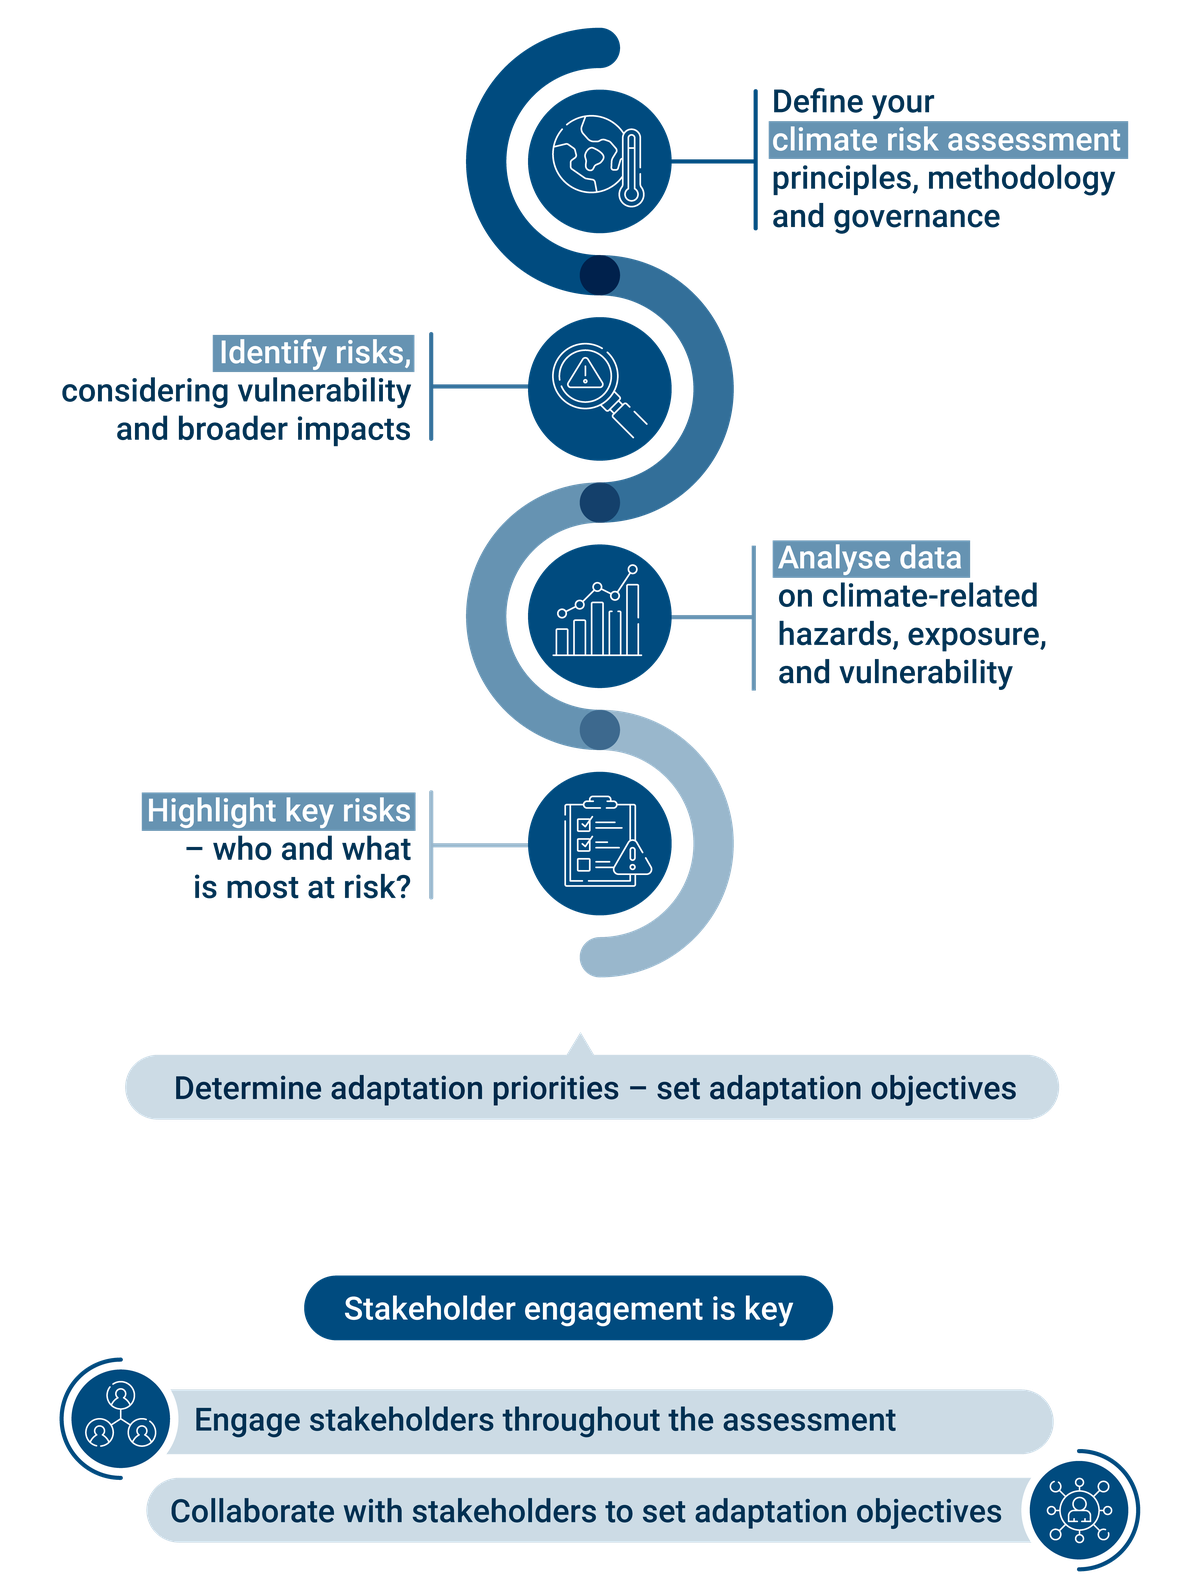 Define your
climate risk assessment
principles, methodology
and governance
Identify risks,
considering vulnerability
and broader impacts
Analyse data
on climate-related
hazards, exposure,
and vulnerability
Highlight key risks
– who and what
is most at risk?
Determine adaptation priorities – set adaptation objectives
Stakeholder engagement is key
Engage stakeholders throughout the assessment
Collaborate with stakeholders to set adaptation objectives